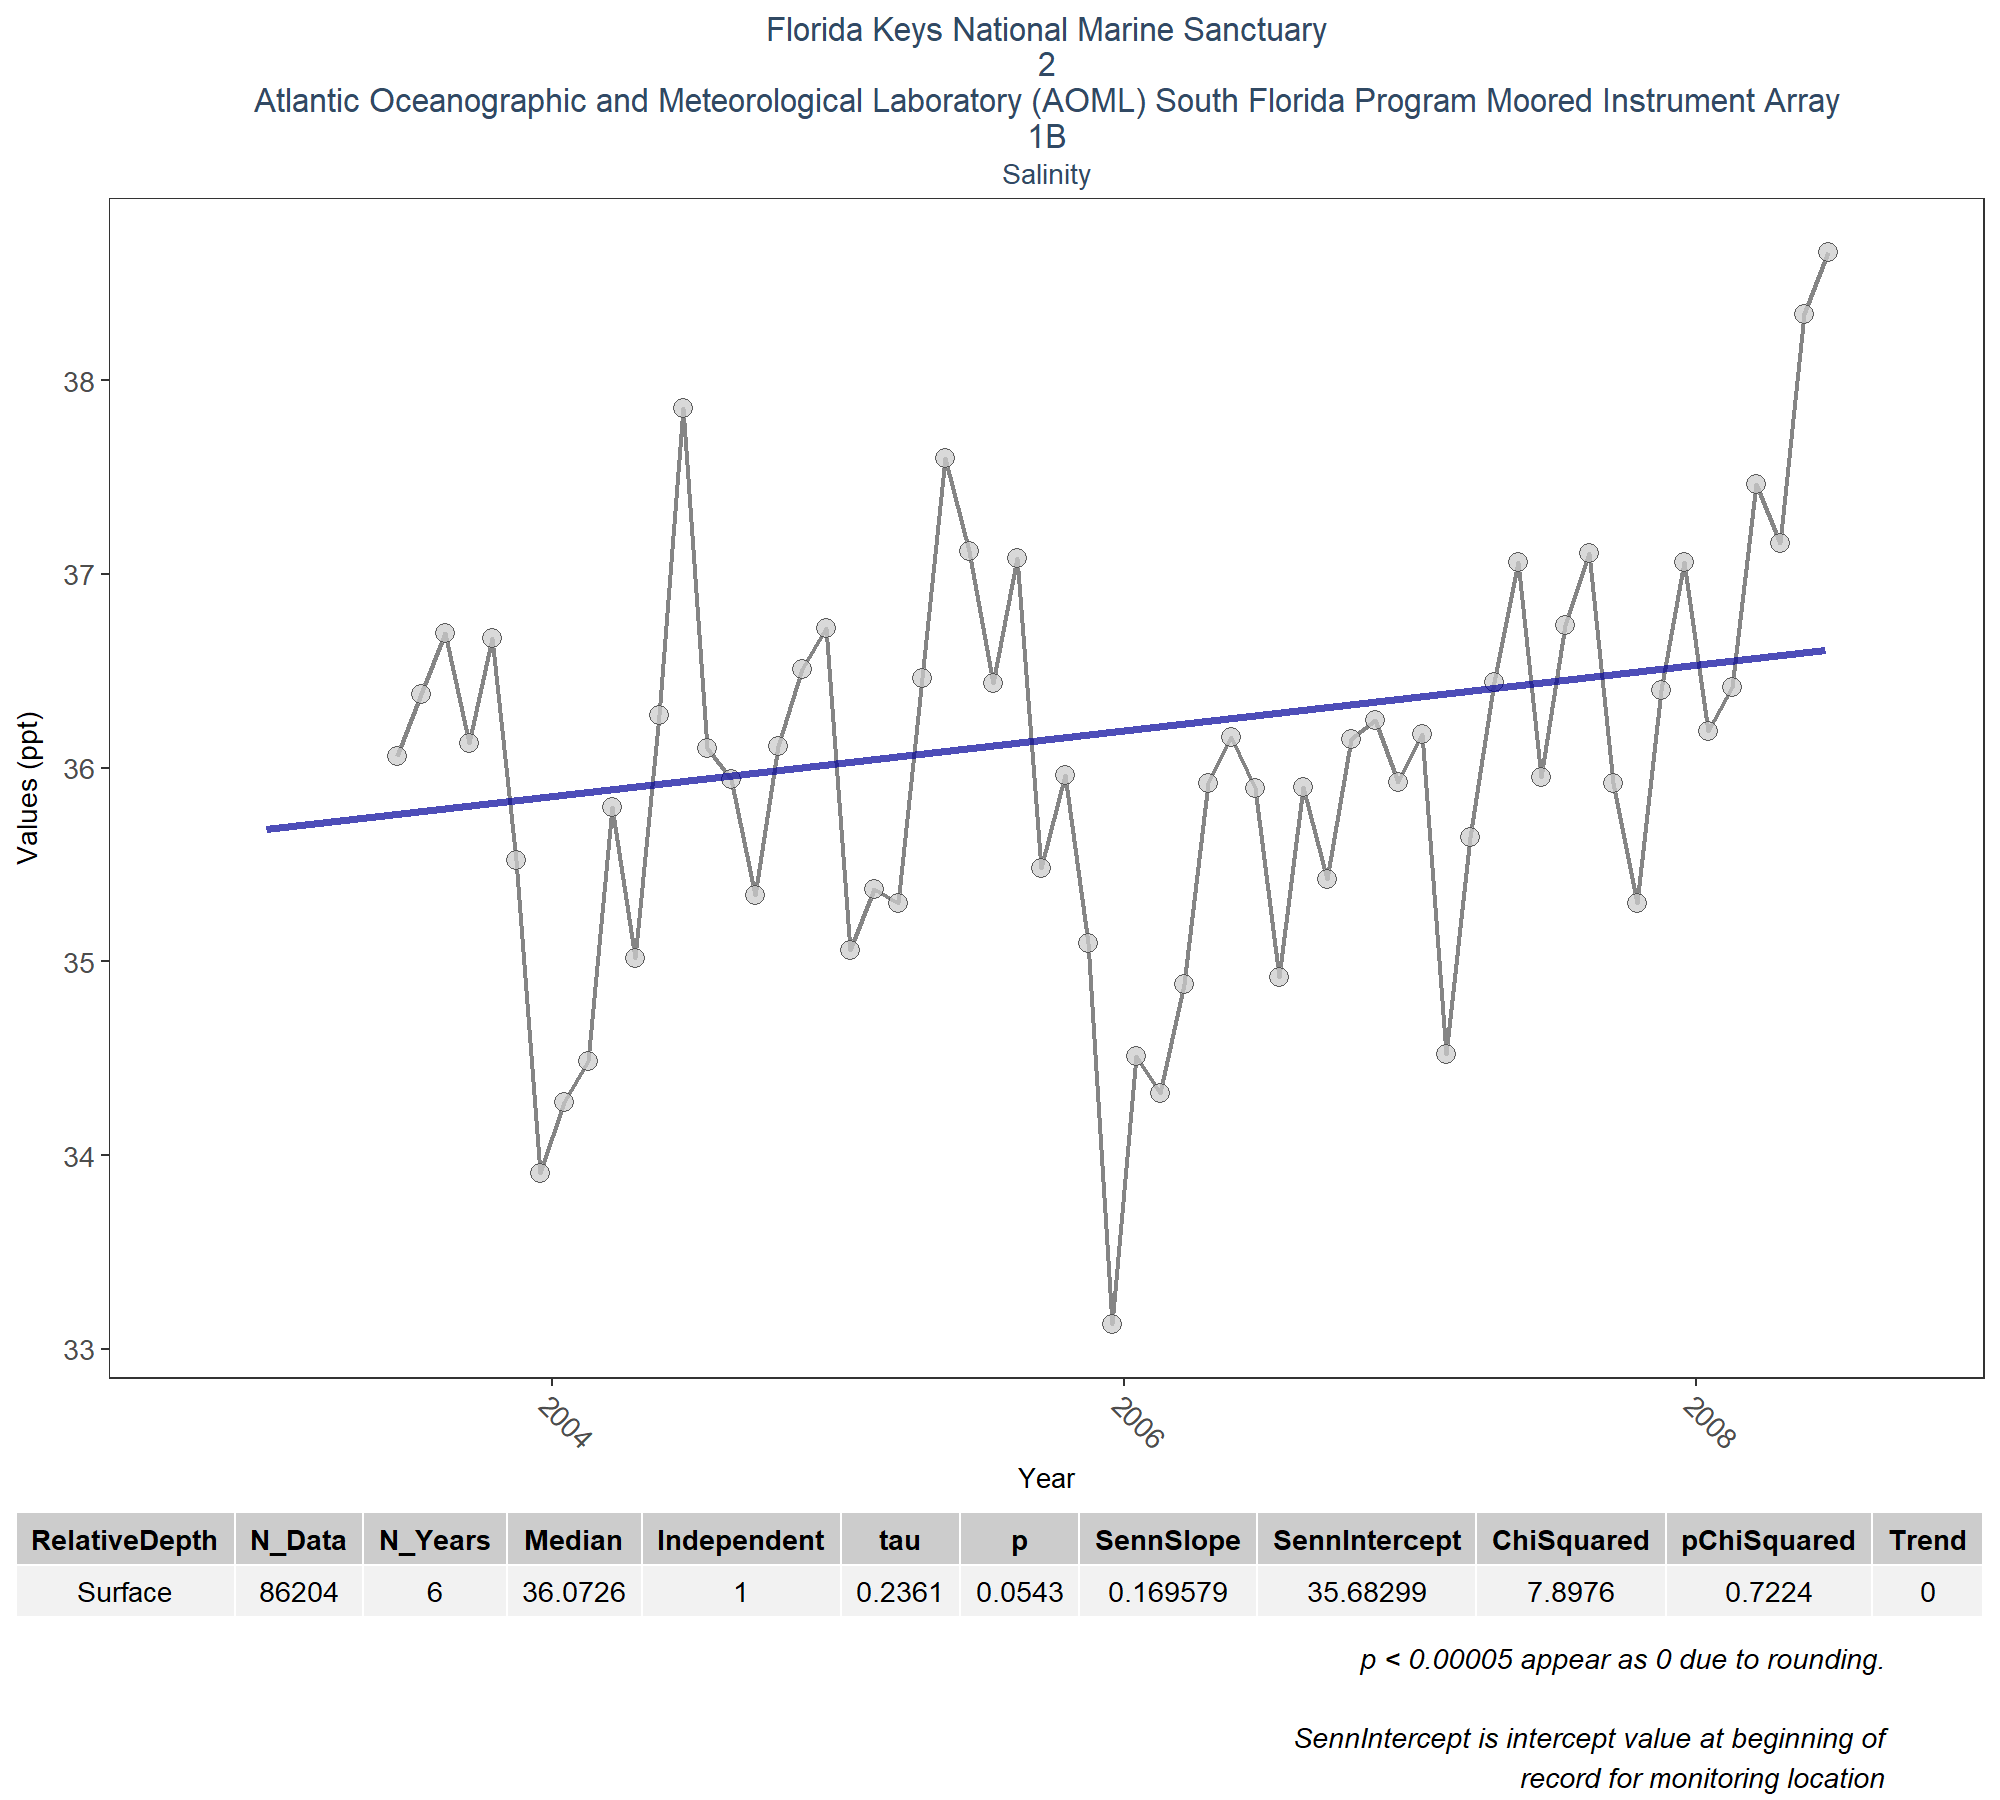 Florida Keys National Marine Sanctuary
2
Atlantic Oceanographic and Meteorological Laboratory (AOML) South Florida Program Moored Instrument Array
1B
Salinity
38
37
36
35
34
33
Values (ppt)
2004 2006 2008
Year
RelativeDepth N_Data N_Years Median Independent tau p SennSlope SennIntercept ChiSquared pChiSquared Trend
Surface 86204 6 36.0726 1 0.2361 0.0543 0.169579 35.68299 7.8976 0.7224 0
p < 0.00005 appear as 0 due to rounding.
SennIntercept is intercept value at beginning of
record for monitoring location